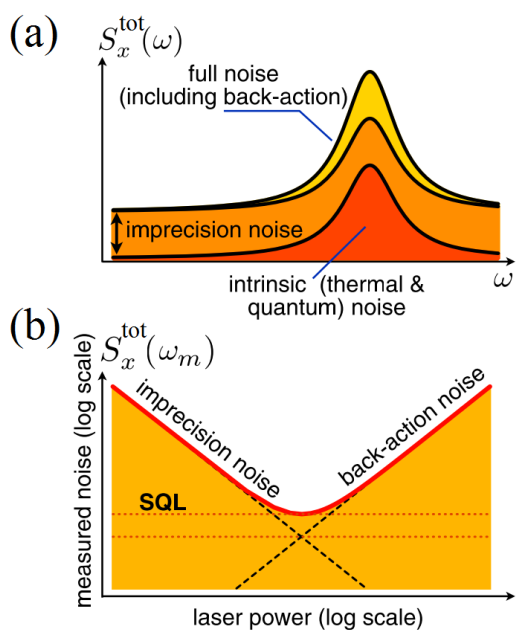 (a)
S_x^tot(ω)
full noise
(including back-action)
imprecision noise
intrinsic (thermal &
quantum) noise
ω
(b)
S_x^tot(ω_m)
measured noise (log scale)
imprecision noise
back-action noise
SQL
laser power (log scale)